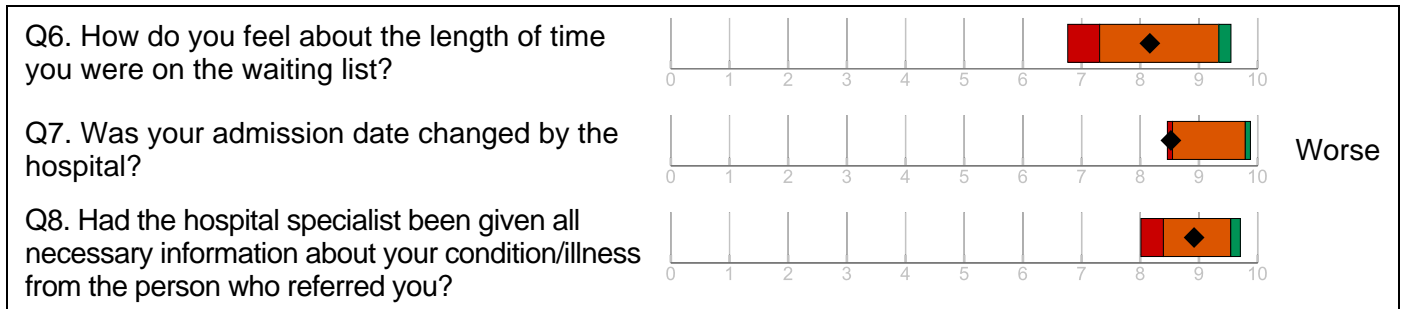 Q6. How do you feel about the length of time
you were on the waiting list?
0 1 2 3 4 5 6 7 8 9 10
Q7. Was your admission date changed by the
hospital?
Worse
0 1 2 3 4 5 6 7 8 9 10
Q8. Had the hospital specialist been given all
necessary information about your condition/illness
from the person who referred you?
0 1 2 3 4 5 6 7 8 9 10